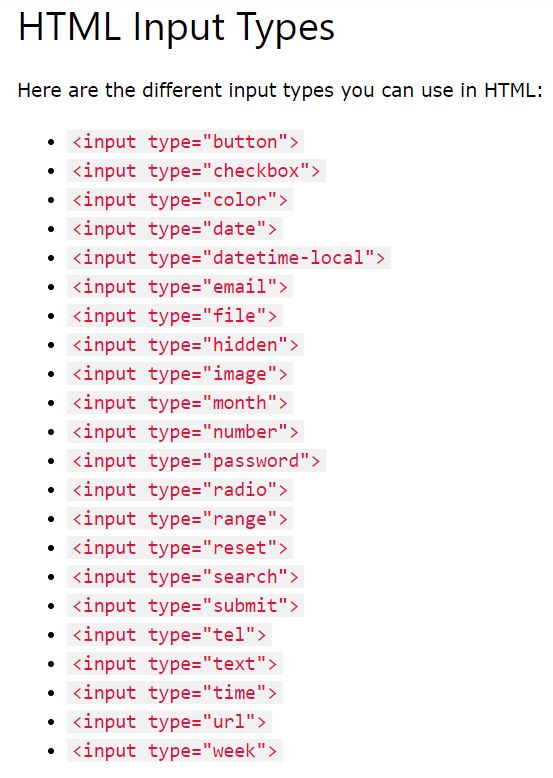 HTML Input Types
Here are the different input types you can use in HTML:
<input type="button">
<input type="checkbox">
<input type="color">
<input type="date">
<input type="datetime-local">
<input type="email">
<input type="file">
<input type="hidden">
<input type="image">
<input type="month">
<input type="number">
<input type="password">
<input type="radio">
<input type="range">
<input type="reset">
<input type="search">
<input type="submit">
<input type="tel">
<input type="text">
<input type="time">
<input type="url">
<input type="week">